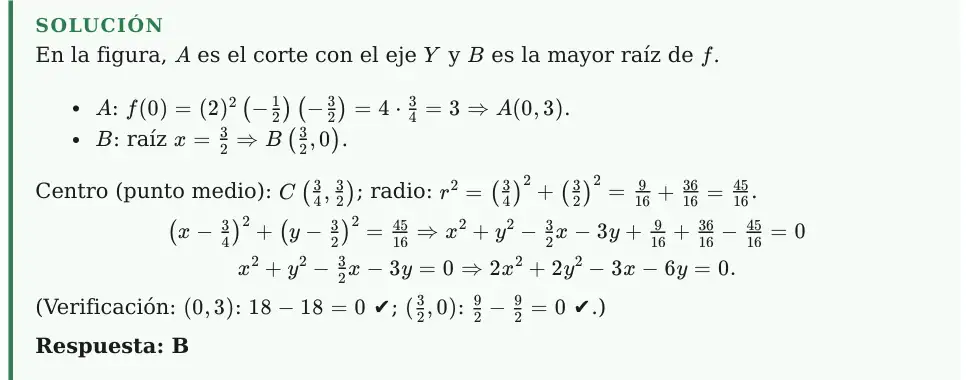 SOLUCIÓN
En la figura, A es el corte con el eje Y y B es la mayor raíz de f.
• A: f(0) = (2)² (−1/2) (−3/2) = 4 · 3/4 = 3 ⇒ A(0, 3).
• B: raíz x = 3/2 ⇒ B (3/2, 0).
Centro (punto medio): C (3/4, 3/2); radio: r² = (3/4)² + (3/2)² = 9/16 + 36/16 = 45/16.
(x − 3/4)² + (y − 3/2)² = 45/16 ⇒ x² + y² − 3/2x − 3y + 9/16 + 36/16 − 45/16 = 0
x² + y² − 3/2x − 3y = 0 ⇒ 2x² + 2y² − 3x − 6y = 0.
(Verificación: (0, 3): 18 − 18 = 0 ✔; (3/2, 0): 9/2 − 9/2 = 0 ✔.)
Respuesta: B